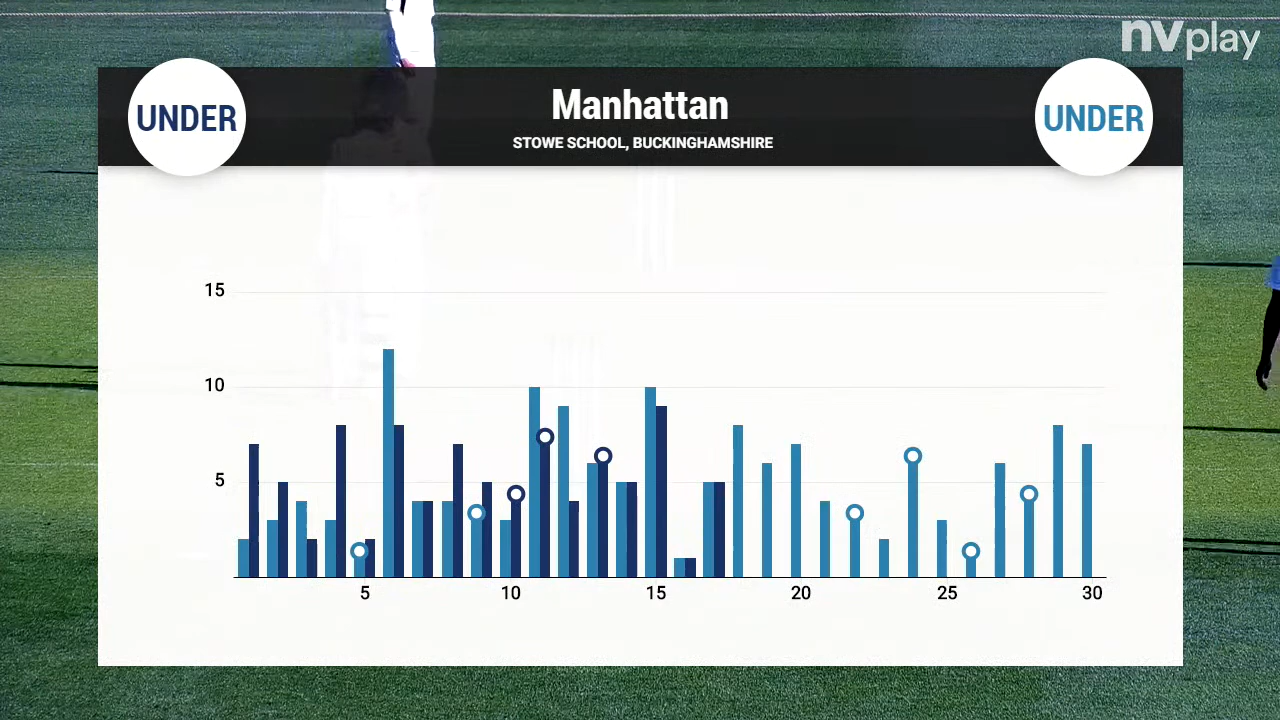 nvplay
UNDER
Manhattan
UNDER
STOWE SCHOOL, BUCKINGHAMSHIRE
15
10
5
5 10 15 20 25 30